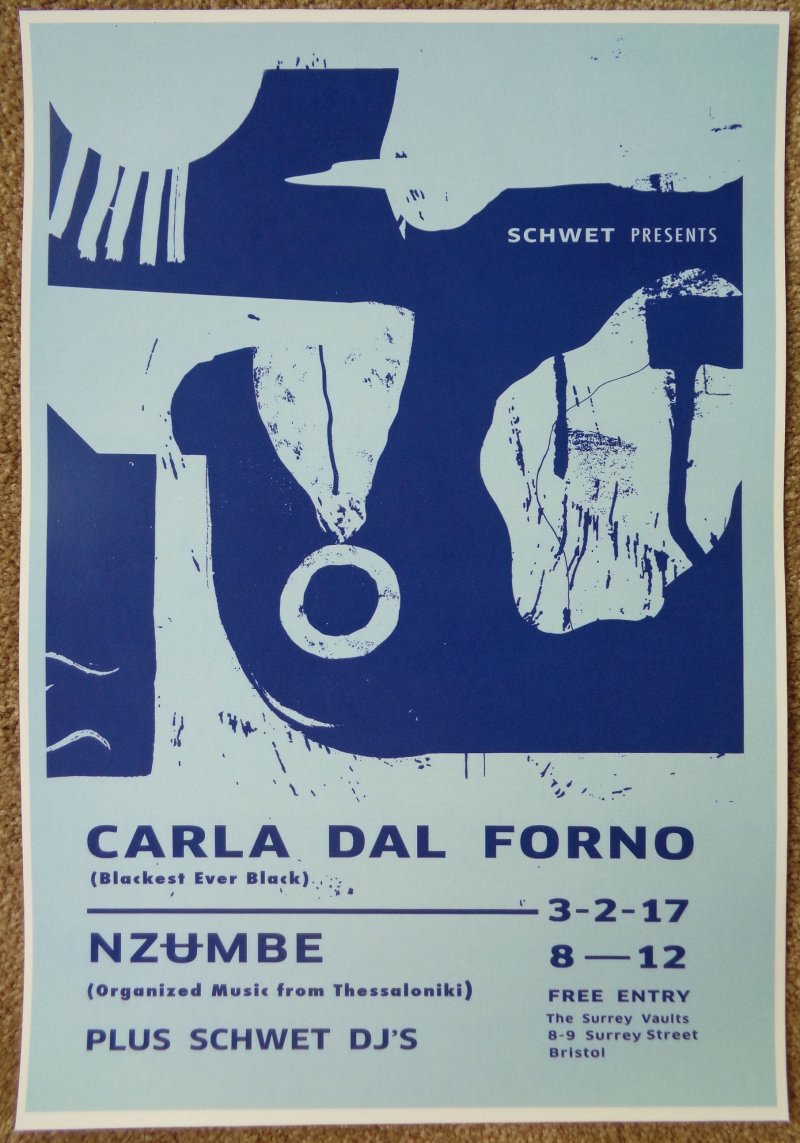 SCHWET PRESENTS
CARLA DAL FORNO
(Blackest Ever Black)
3-2-17
NZUMBE
8 — 12
(Organized Music from Thessaloniki)
FREE ENTRY
The Surrey Vaults
8-9 Surrey Street
Bristol
PLUS SCHWET DJ'S